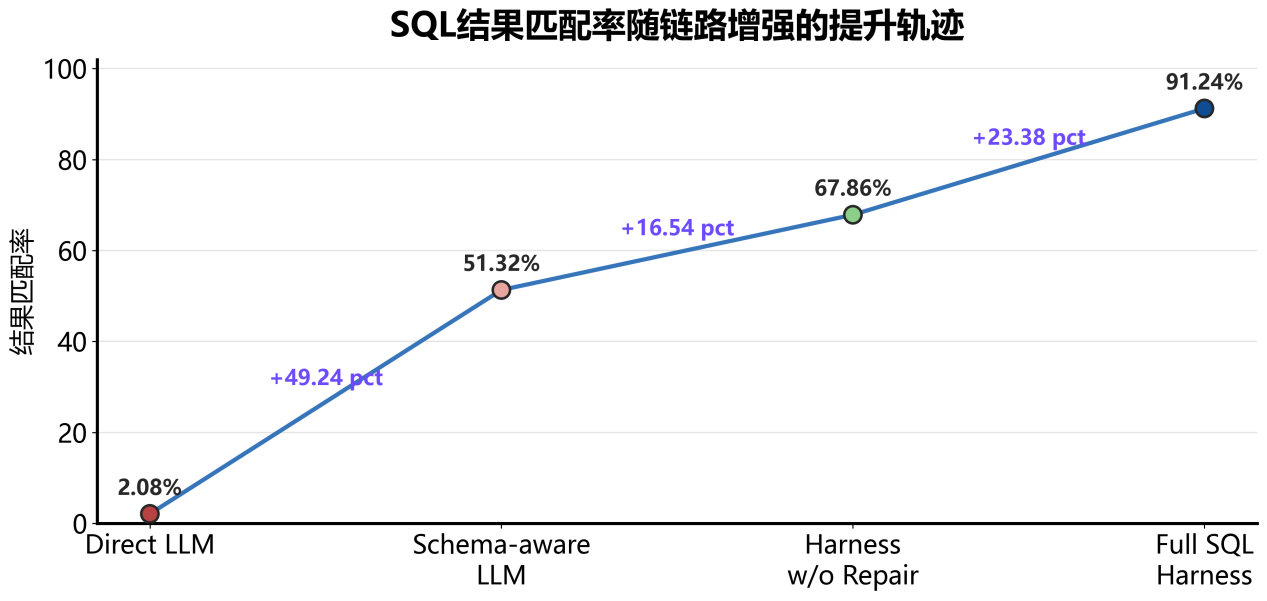 SQL结果匹配率随链路增强的提升轨迹
结果匹配率
100
80
60
40
20
0
2.08%
+49.24 pct
51.32%
+16.54 pct
67.86%
+23.38 pct
91.24%
Direct LLM
Schema-aware
LLM
Harness
w/o Repair
Full SQL
Harness